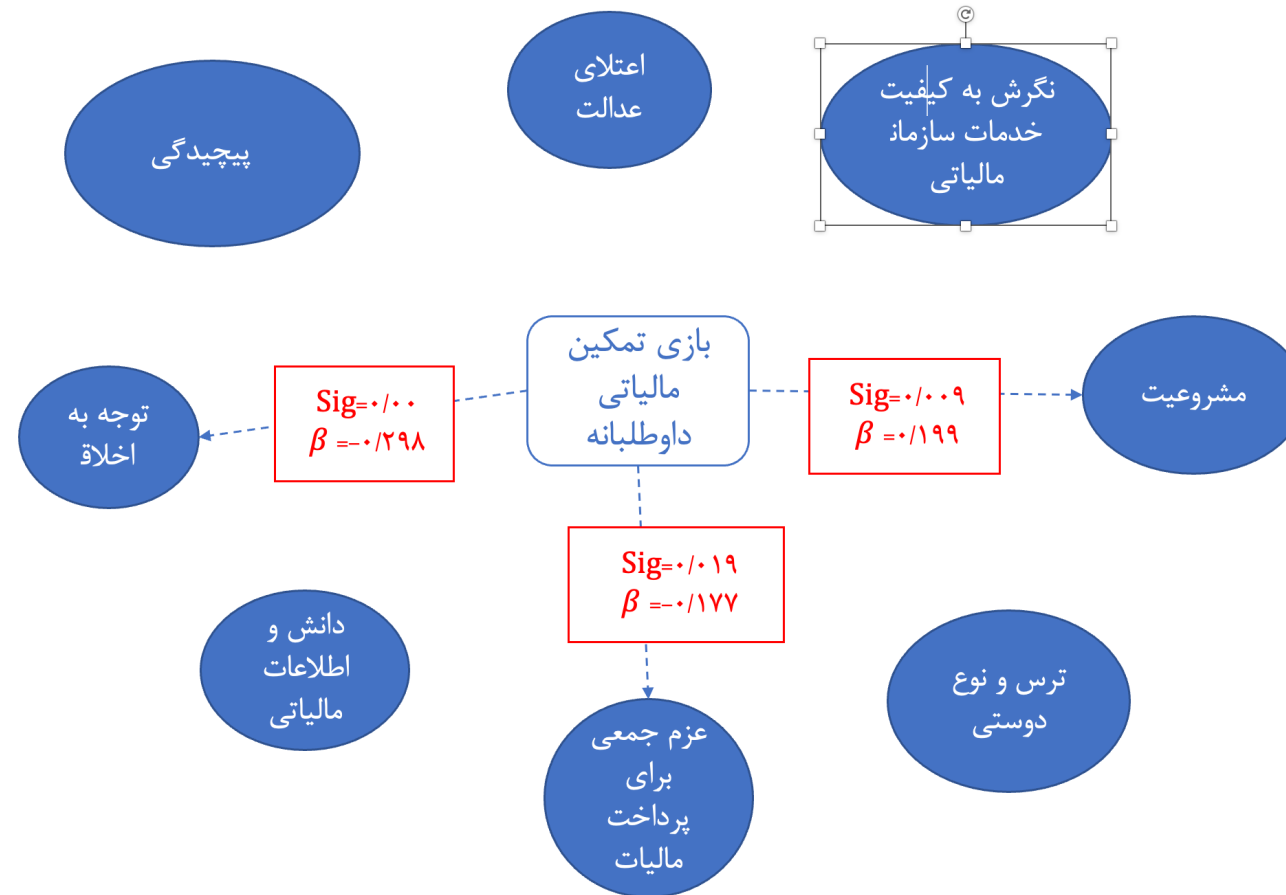 اعتلای
عدالت
نگرش به کیفیت
خدمات سازمان
مالیاتی
پیچیدگی
بازی تمکین
مالیاتی
داوطلبانه
Sig=۰/۰۰۹
β =۰/۱۹۹
مشروعیت
Sig=۰/۰۰
β =-۰/۲۹۸
توجه به
اخلاق
Sig=۰/۰۱۹
β =-۰/۱۷۷
دانش و
اطلاعات
مالیاتی
ترس و نوع
دوستی
عزم جمعی
برای
پرداخت
مالیات